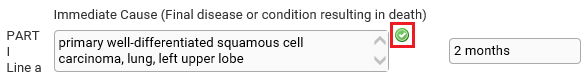 Immediate Cause (Final disease or condition resulting in death)
PART
I
Line a
primary well-differentiated squamous cell
carcinoma, lung, left upper lobe
2 months